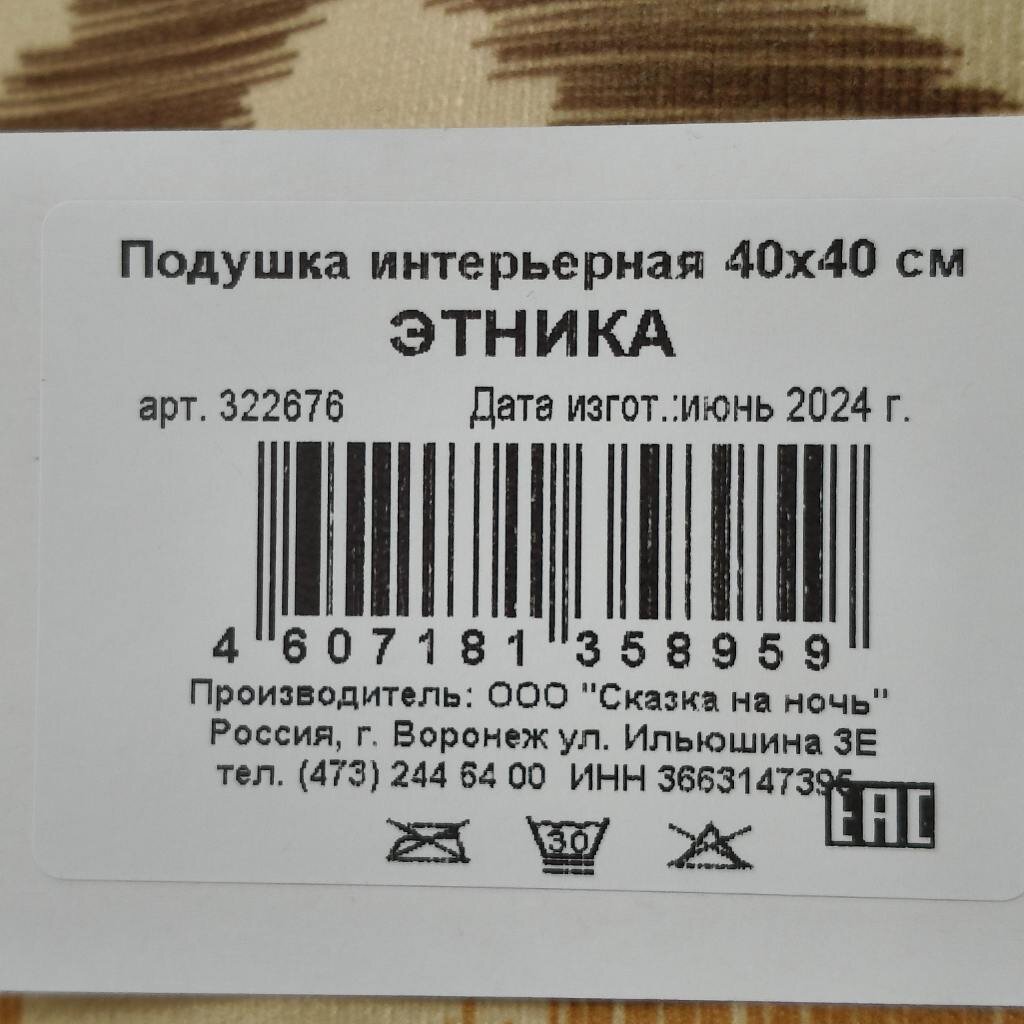 Подушка интерьерная 40х40 см
ЭТНИКА
арт. 322676 Дата изгот.:июнь 2024 г.
4 607181 358959
Производитель: ООО "Сказка на ночь"
Россия, г. Воронеж ул. Ильюшина 3Е
тел. (473) 244 64 00 ИНН 3663147395
EAC
30